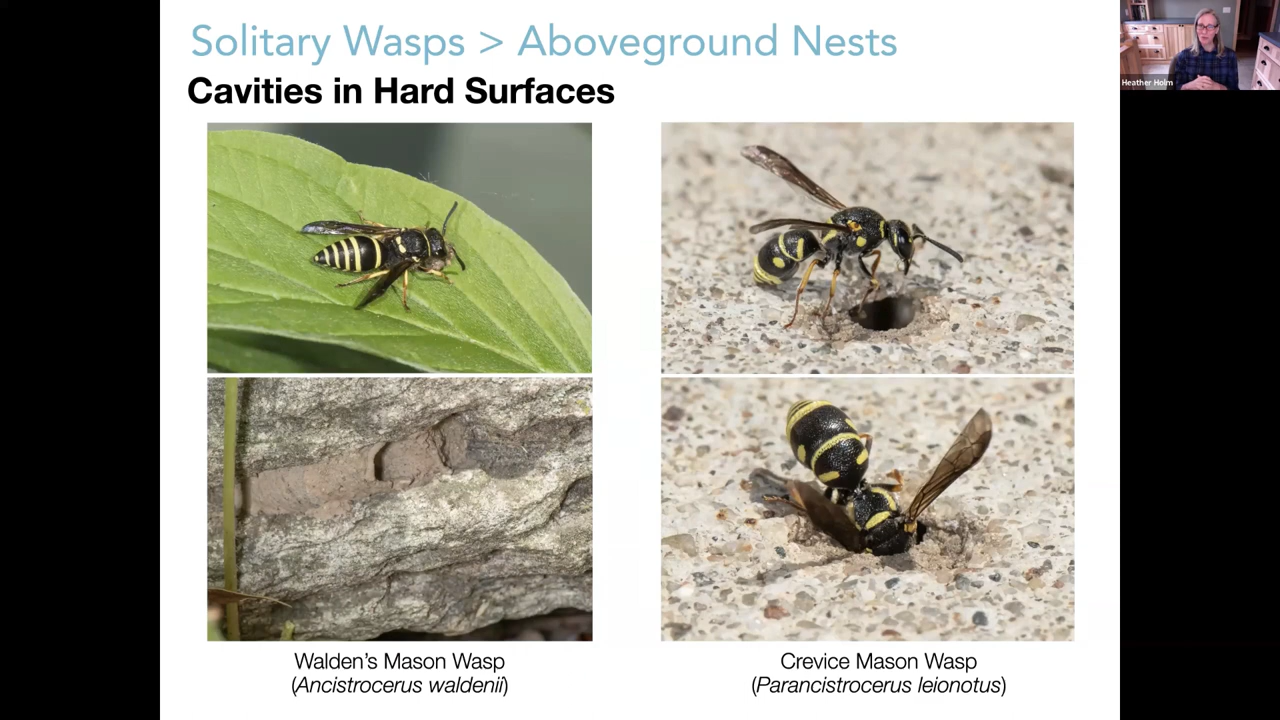 Solitary Wasps > Aboveground Nests
Cavities in Hard Surfaces
Heather Holm
Walden's Mason Wasp
(Ancistrocerus waldenii)
Crevice Mason Wasp
(Parancistrocerus leionotus)